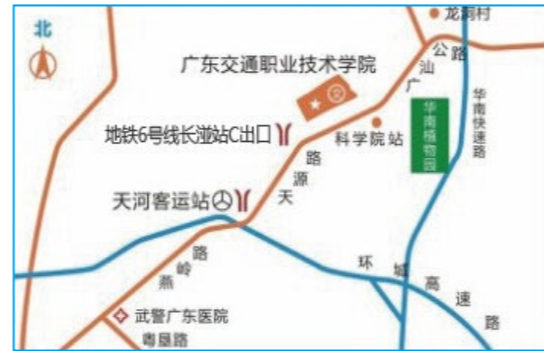 北
龙洞村
广汕公路
广东交通职业技术学院
交
地铁6号线长湴站C出口
科学院站
华南植物园
华南快速路
天源路
天河客运站
燕岭路
环城高速路
武警广东医院
粤垦路